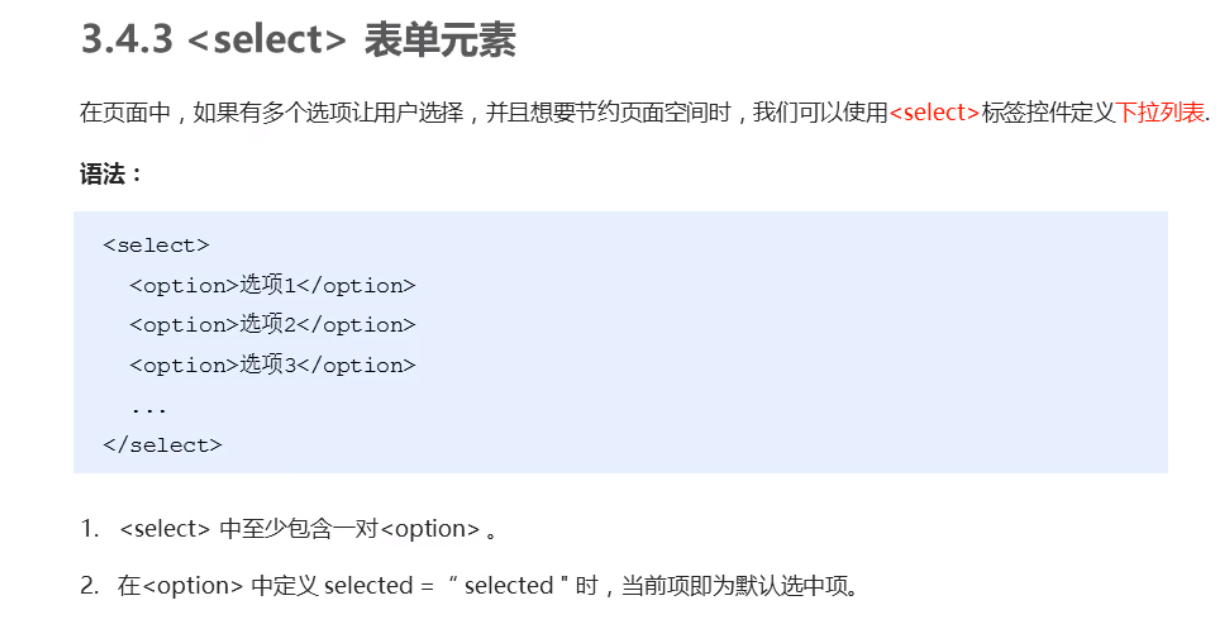 3.4.3 <select> 表单元素
在页面中，如果有多个选项让用户选择，并且想要节约页面空间时，我们可以使用<select>标签控件定义下拉列表.
语法：
<select>
<option>选项1</option>
<option>选项2</option>
<option>选项3</option>
...
</select>
1. <select> 中至少包含一对<option> 。
2. 在<option> 中定义 selected = “ selected " 时，当前项即为默认选中项。